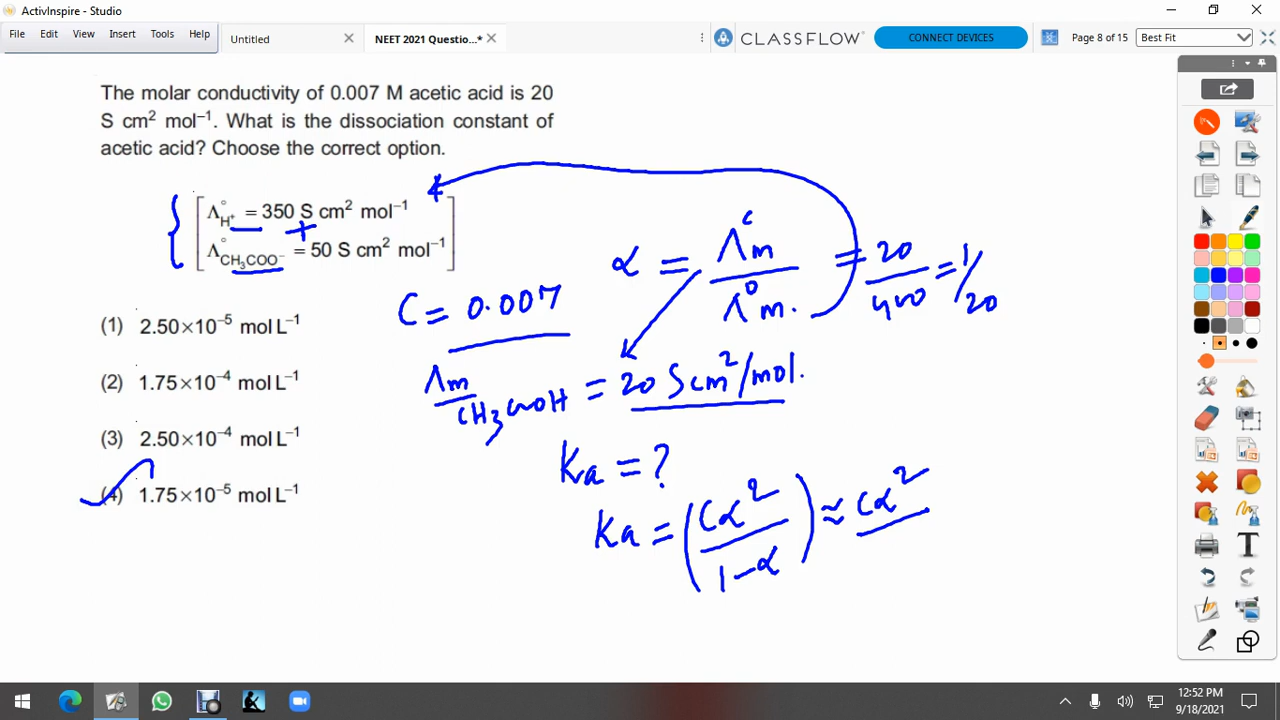 ActivInspire - Studio
File Edit View Insert Tools Help
Untitled
NEET 2021 Questio...*
CLASSFLOW
CONNECT DEVICES
Page 8 of 15
Best Fit
The molar conductivity of 0.007 M acetic acid is 20
S cm² mol⁻¹. What is the dissociation constant of
acetic acid? Choose the correct option.
[Λ°H⁺ = 350 S cm² mol⁻¹
+
Λ°CH₃COO⁻ = 50 S cm² mol⁻¹]
α = Λᶜm / Λ⁰m. = 20/400 = 1/20
C = 0.007
Λm CH₃COOH = 20 S cm²/mol.
(1) 2.50×10⁻⁵ mol L⁻¹
(2) 1.75×10⁻⁴ mol L⁻¹
(3) 2.50×10⁻⁴ mol L⁻¹
(4) 1.75×10⁻⁵ mol L⁻¹
Ka = ?
Ka = (Cα² / 1-α) ≈ Cα²
12:52 PM
9/18/2021